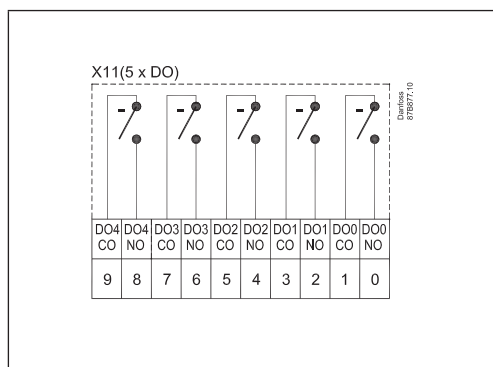 X11(5 x DO)
Danfoss
87B877.10
DO4 CO DO4 NO DO3 CO DO3 NO DO2 CO DO2 NO DO1 CO DO1 NO DO0 CO DO0 NO
9 8 7 6 5 4 3 2 1 0